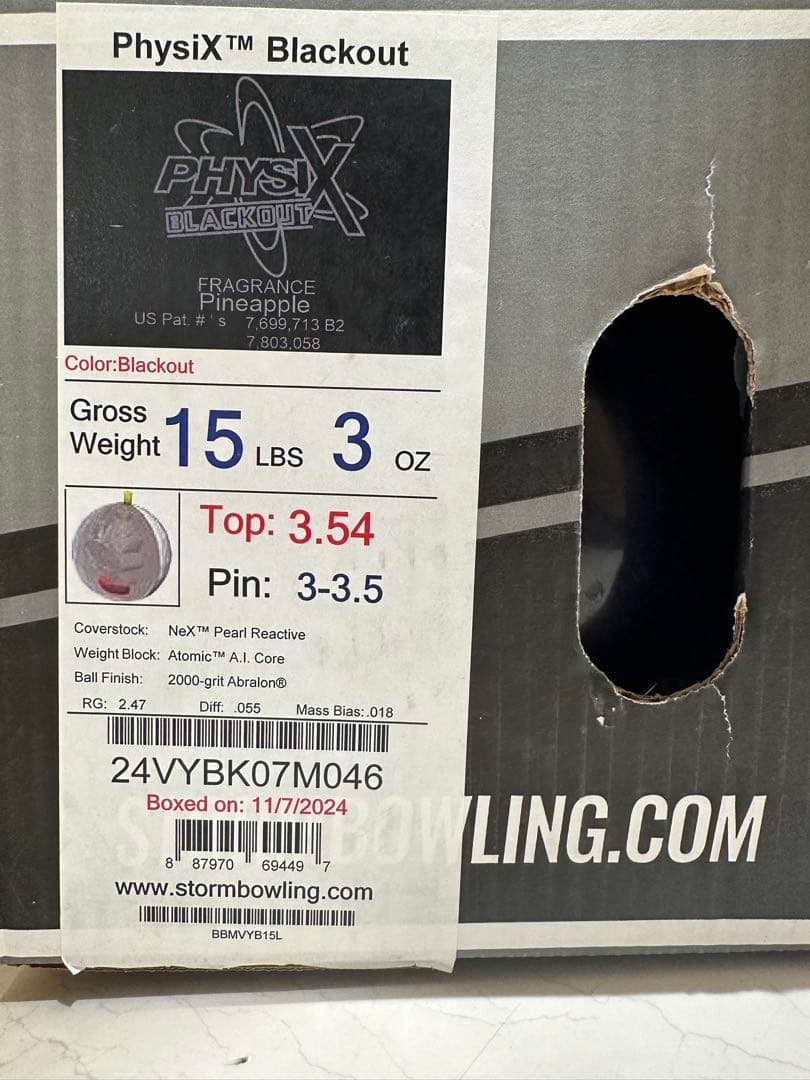 PhysiX™ Blackout
PHYSIX
BLACKOUT
FRAGRANCE
Pineapple
US Pat. # ' s 7,699,713 B2
7,803,058
Color:Blackout
Gross Weight 15 LBS 3 OZ
Top: 3.54
Pin: 3-3.5
Coverstock: NeX™ Pearl Reactive
Weight Block: Atomic™ A.I. Core
Ball Finish: 2000-grit Abralon®
RG: 2.47 Diff: .055 Mass Bias:.018
24VYBK07M046
Boxed on: 11/7/2024
STORMBOWLING.COM
8 87970 69449 7
www.stormbowling.com
BBMVYB15L